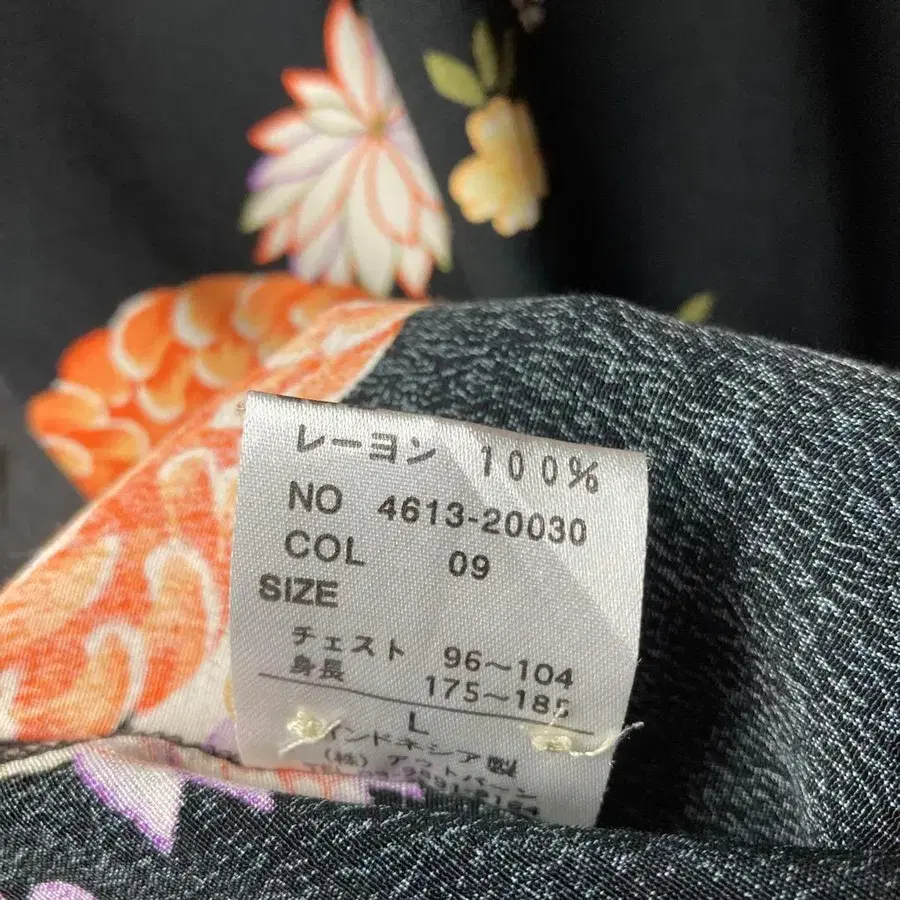 レーヨン 100%
NO 4613-20030
COL 09
SIZE
チェスト 96〜104
身長 175〜185
L
インドネシア製
(株)